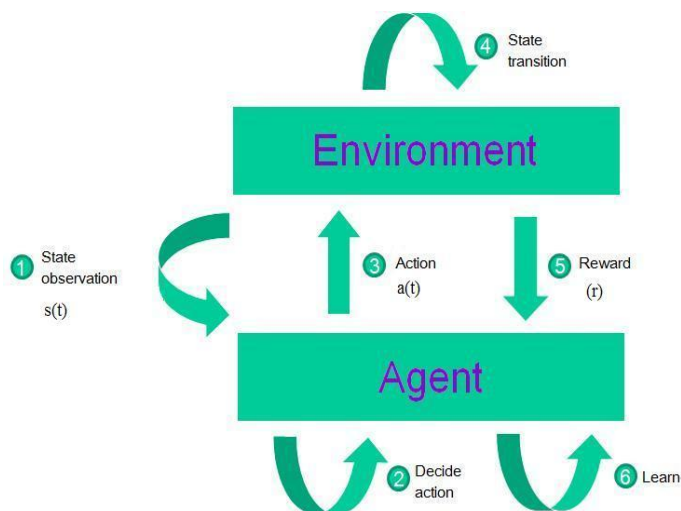 4 State
transition
Environment
1 State
observation
s(t)
3 Action
a(t)
5 Reward
(r)
Agent
2 Decide
action
6 Learn